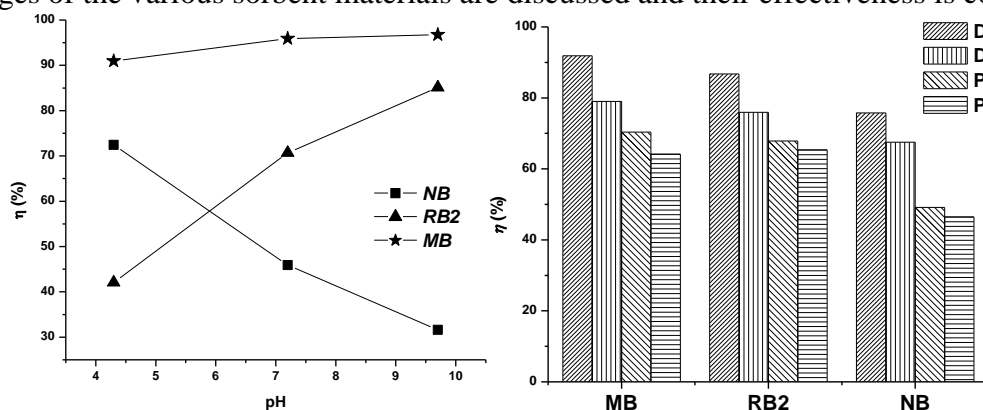 ges of the various sorbent materials are discussed and their effectiveness is co
100
90
80
70
60
50
40
30
η (%)
4 5 6 7 8 9 10
pH
NB
RB2
MB
100
80
60
40
20
0
η (%)
MB RB2 NB
D
D
P
P